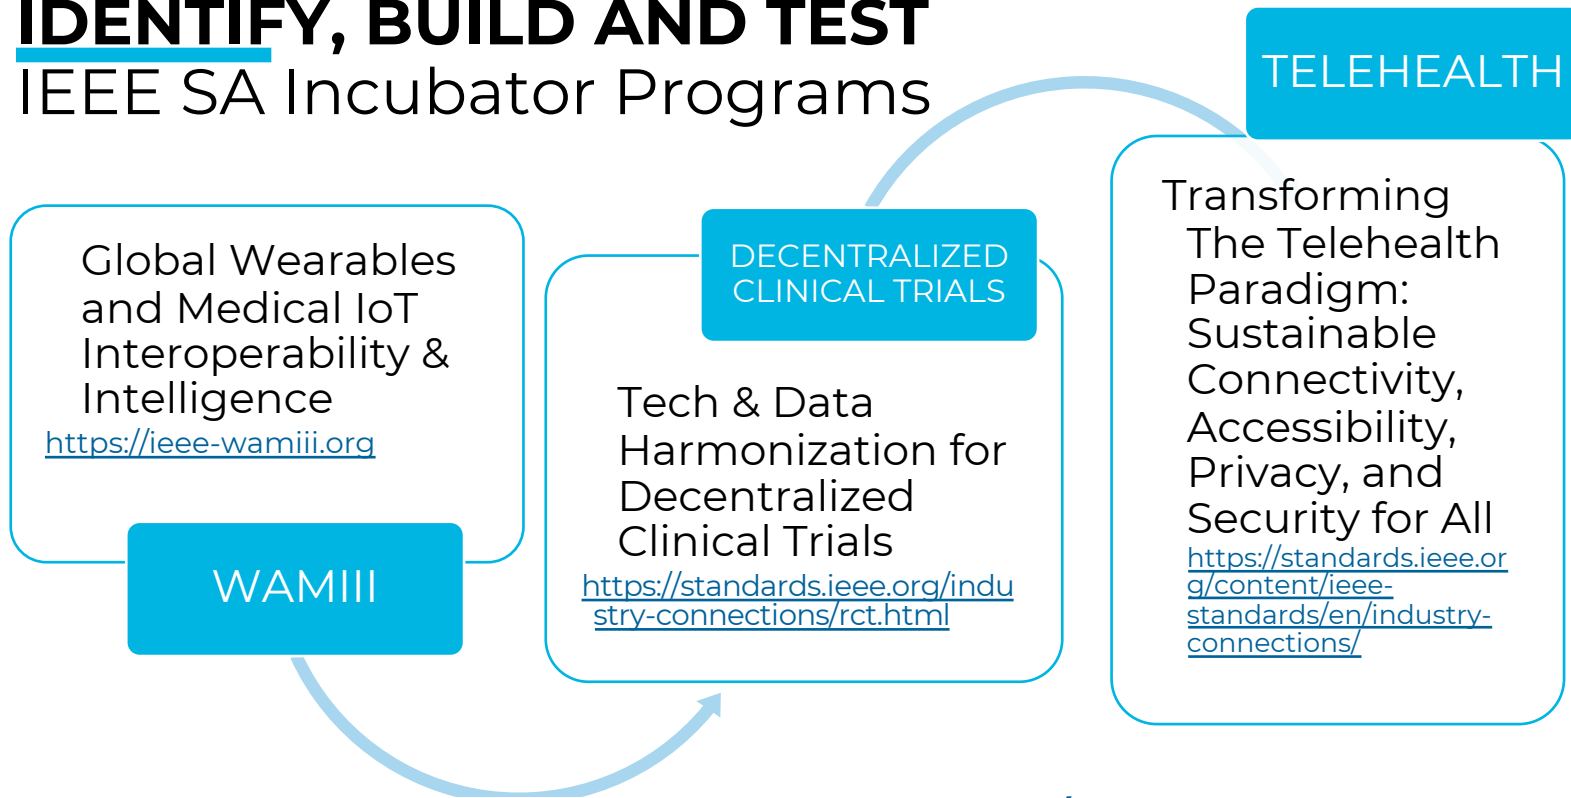 IDENTIFY, BUILD AND TEST
IEEE SA Incubator Programs
Global Wearables
and Medical IoT
Interoperability &
Intelligence
https://ieee-wamiii.org
WAMIII
DECENTRALIZED
CLINICAL TRIALS
Tech & Data
Harmonization for
Decentralized
Clinical Trials
https://standards.ieee.org/indu
stry-connections/rct.html
TELEHEALTH
Transforming
The Telehealth
Paradigm:
Sustainable
Connectivity,
Accessibility,
Privacy, and
Security for All
https://standards.ieee.or
g/content/ieee-
standards/en/industry-
connections/